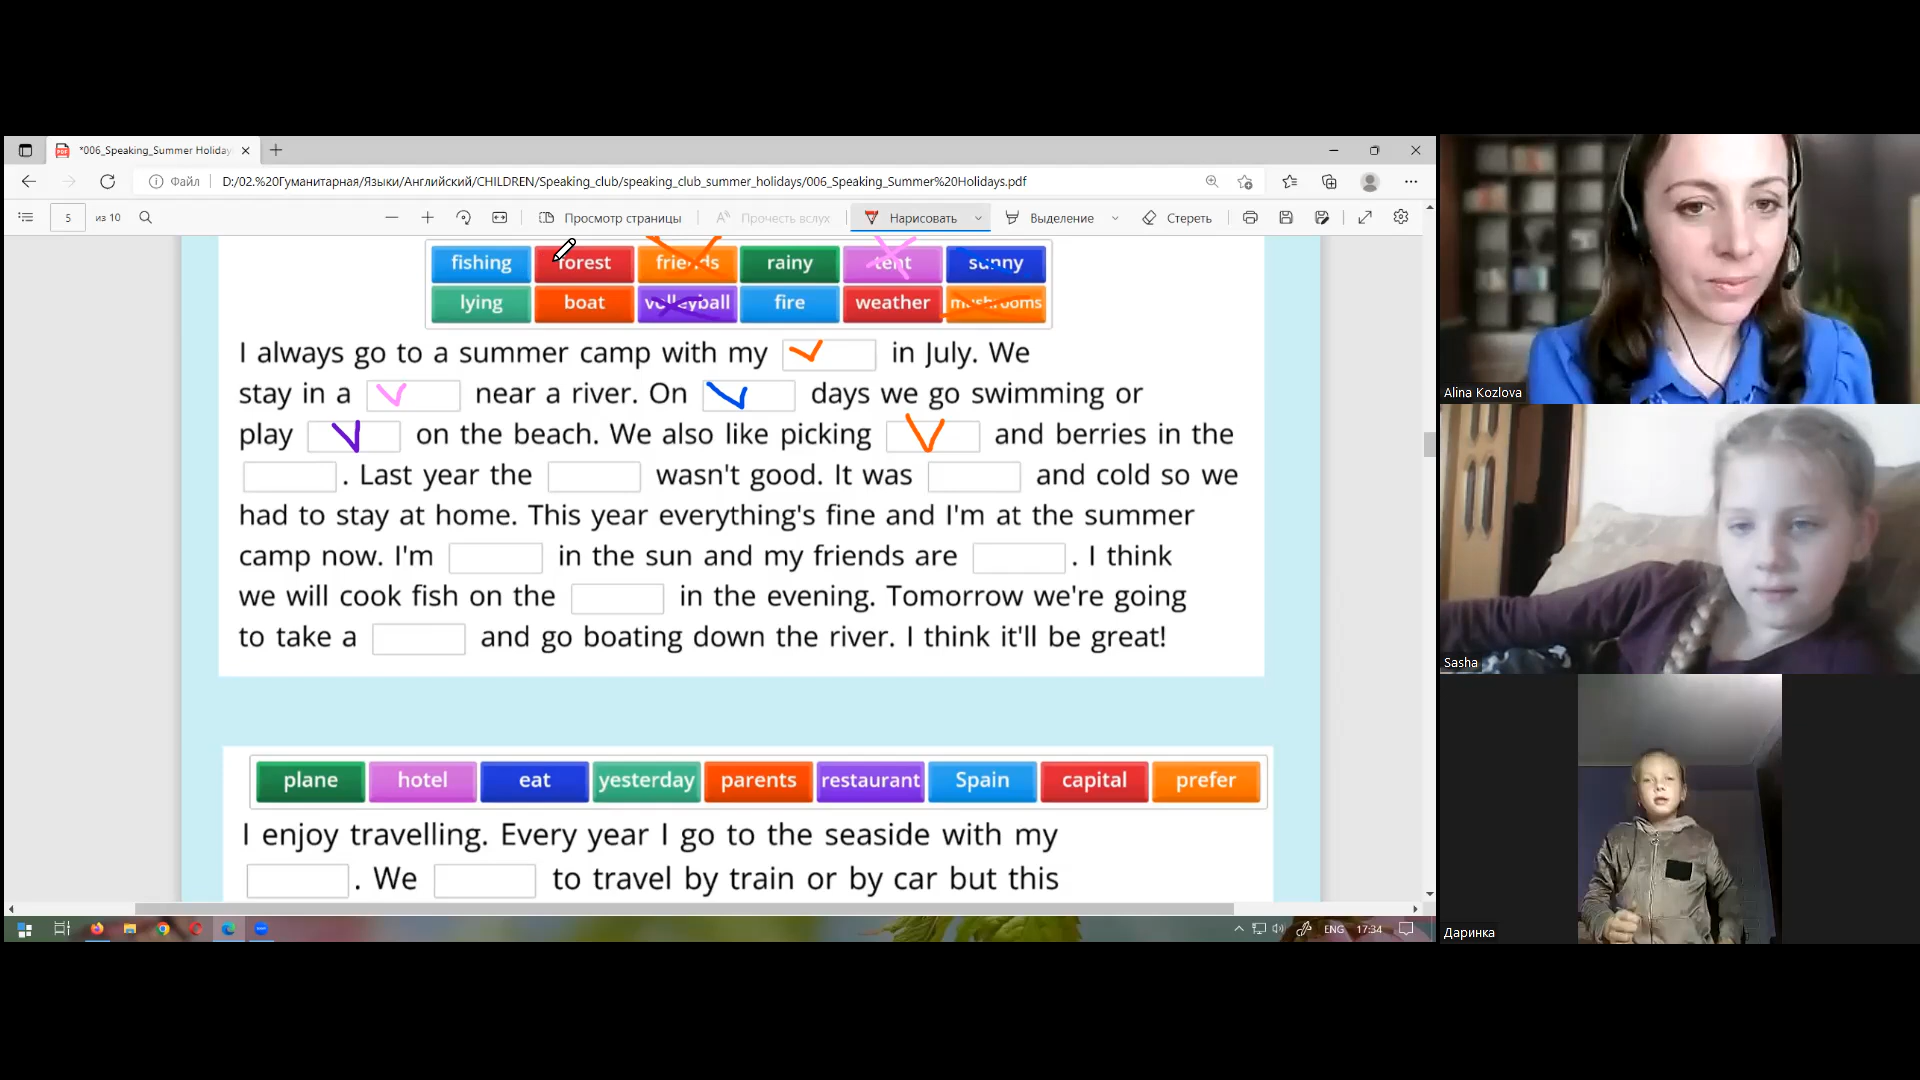 *006_Speaking_Summer Holiday
Файл D:/02.%20Гуманитарная/Языки/Английский/CHILDREN/Speaking_club/speaking_club_summer_holidays/006_Speaking_Summer%20Holidays.pdf
5 из 10 Просмотр страницы Прочесть вслух Нарисовать Выделение Стереть
fishing forest friends rainy tent sunny
lying boat volleyball fire weather mushrooms
I always go to a summer camp with my in July. We
stay in a near a river. On days we go swimming or
play on the beach. We also like picking and berries in the
. Last year the wasn't good. It was and cold so we
had to stay at home. This year everything's fine and I'm at the summer
camp now. I'm in the sun and my friends are . I think
we will cook fish on the in the evening. Tomorrow we're going
to take a and go boating down the river. I think it'll be great!
plane hotel eat yesterday parents restaurant Spain capital prefer
I enjoy travelling. Every year I go to the seaside with my
. We to travel by train or by car but this
ENG 17:34
Alina Kozlova
Sasha
Даринка